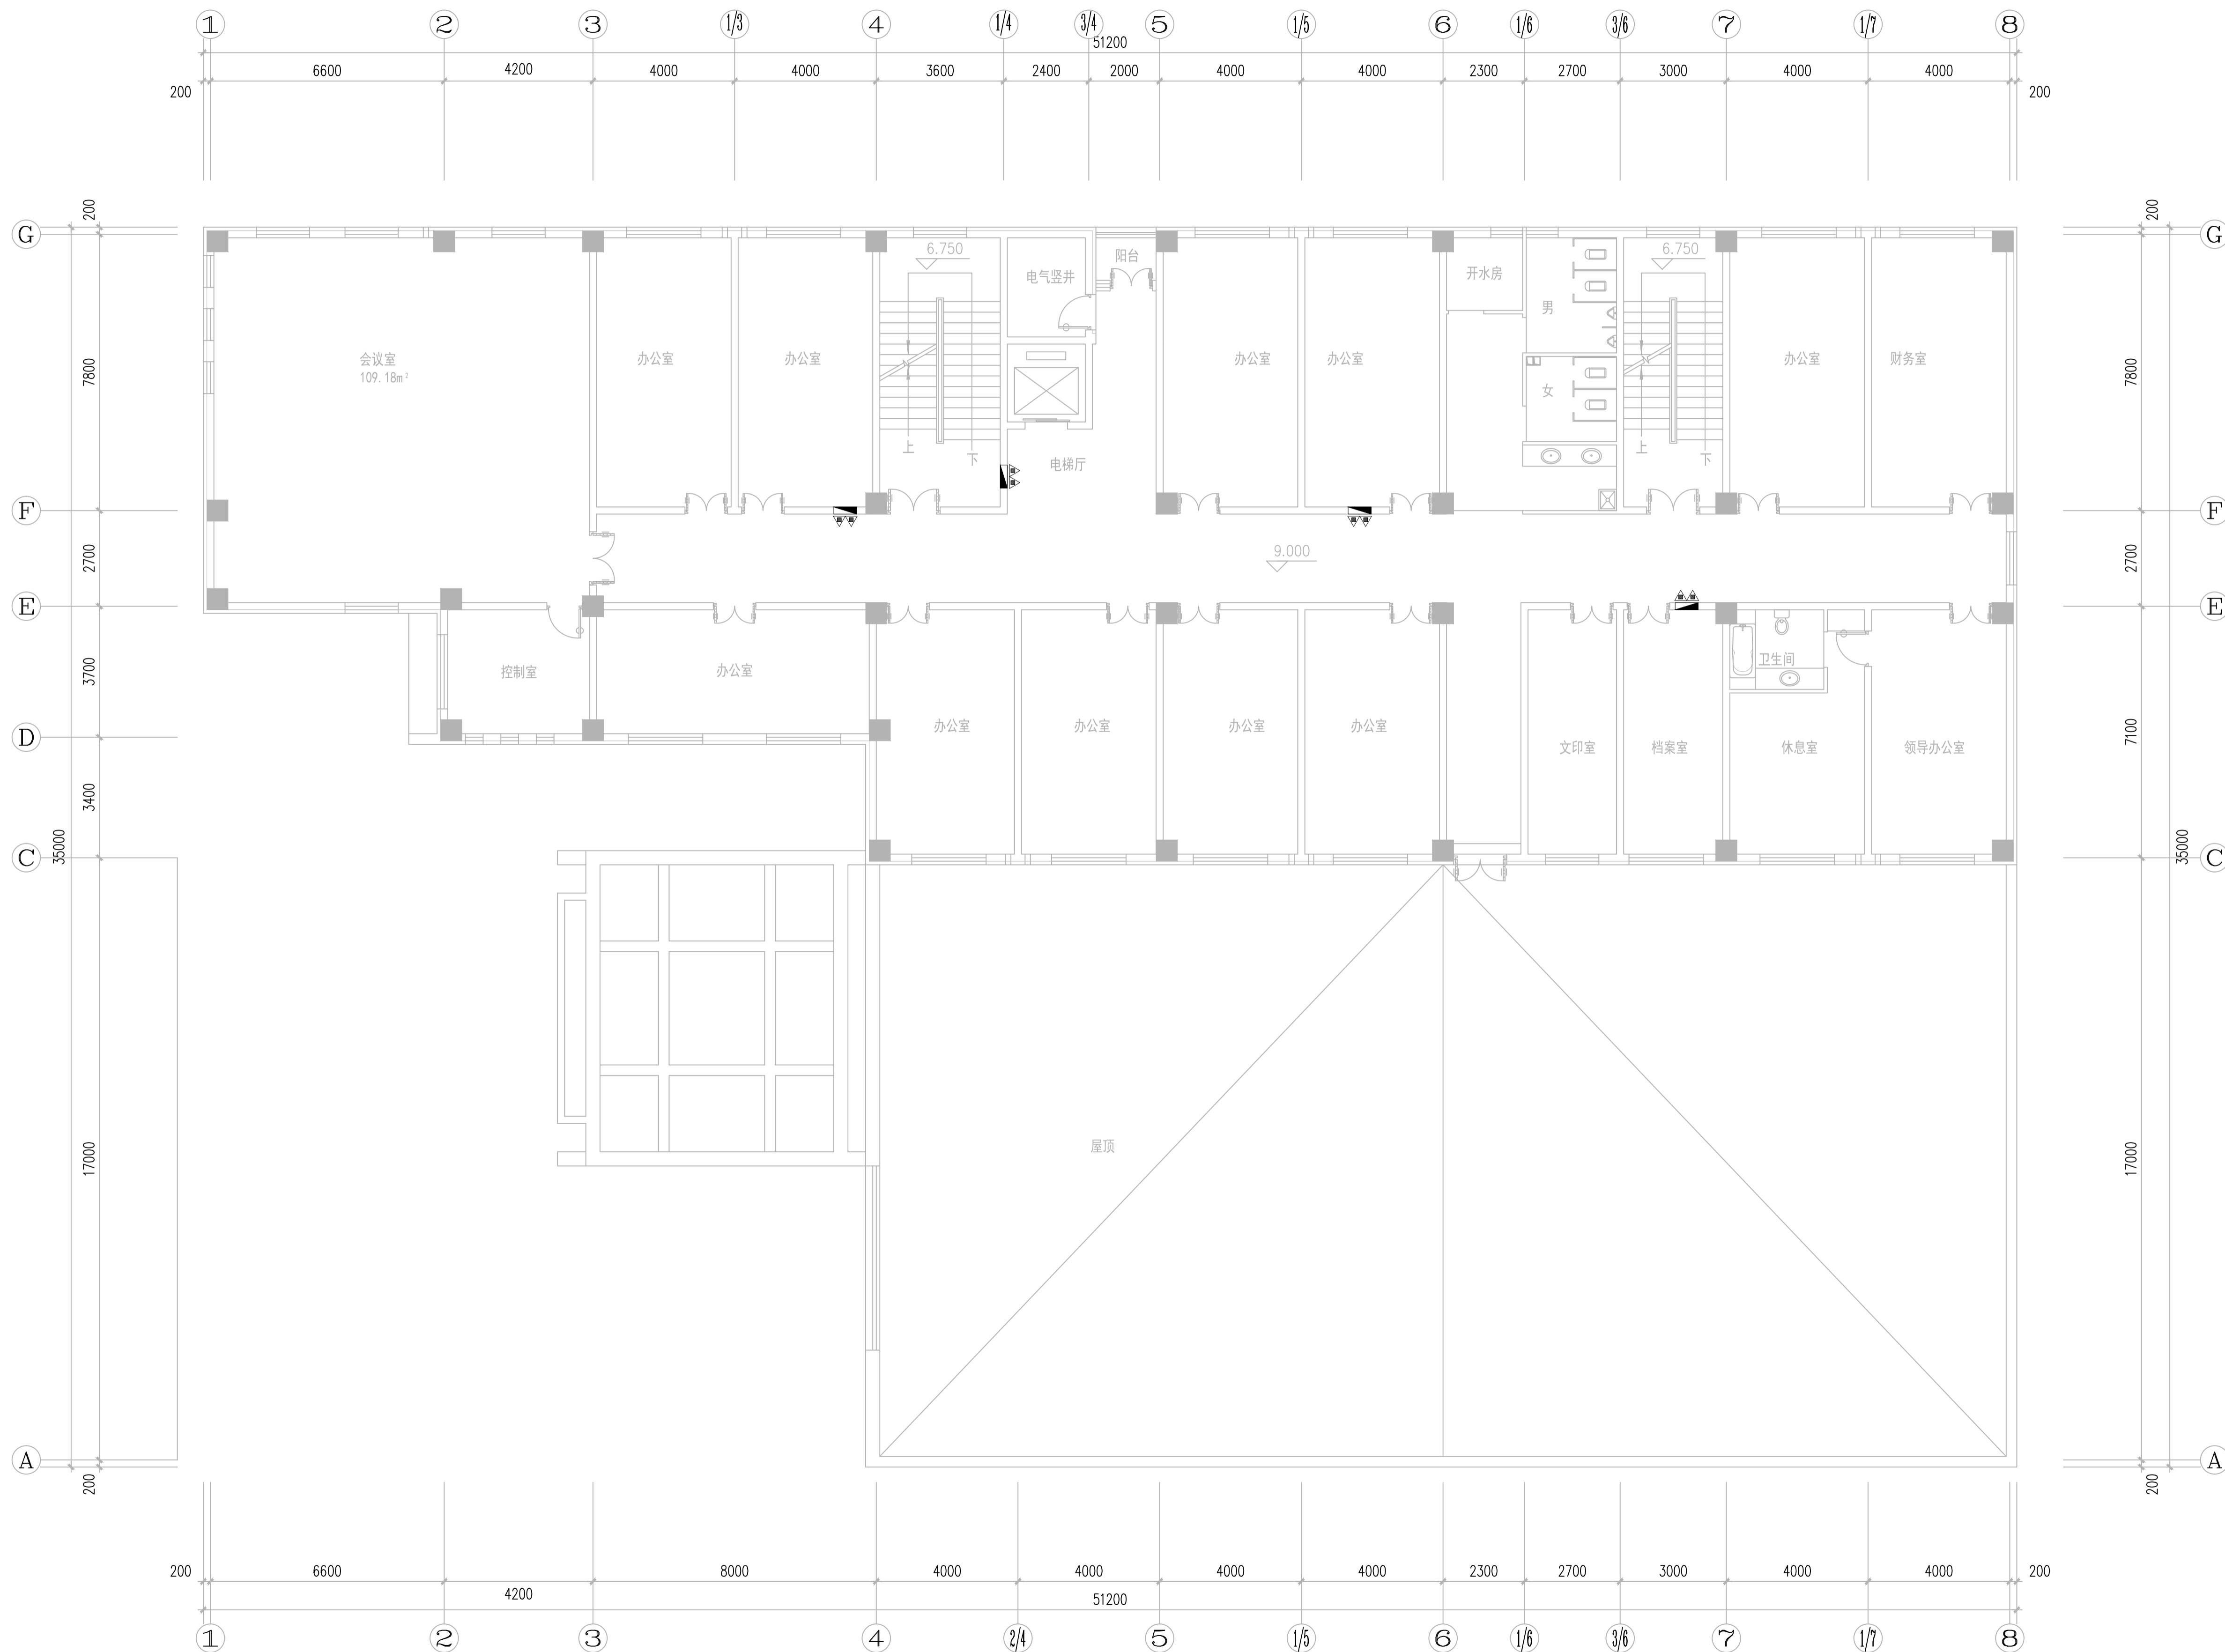 1 2 3 1/3 4 1/4 3/4 5 1/5 6 1/6 3/6 7 1/7 8
51200
6600 4200 4000 4000 3600 2400 2000 4000 4000 2300 2700 3000 4000 4000
200 200
200 200
G G
6.750 6.750
阳台
电气竖井 开水房
男
会议室 办公室 办公室 办公室 办公室 办公室 财务室
109.18m²
7800 7800
女
上 下 上 下
电梯厅
F F
9.000
2700 2700
E E
卫生间
3700 控制室 办公室
办公室 办公室 办公室 办公室
D 7100
文印室 档案室 休息室 领导办公室
3400
35000 35000
C C
屋顶
17000 17000
A A
200 200
200 6600 8000 4000 4000 4000 4000 2300 2700 3000 4000 4000 200
4200
51200
1 2 3 4 2/4 5 1/5 6 1/6 3/6 7 1/7 8